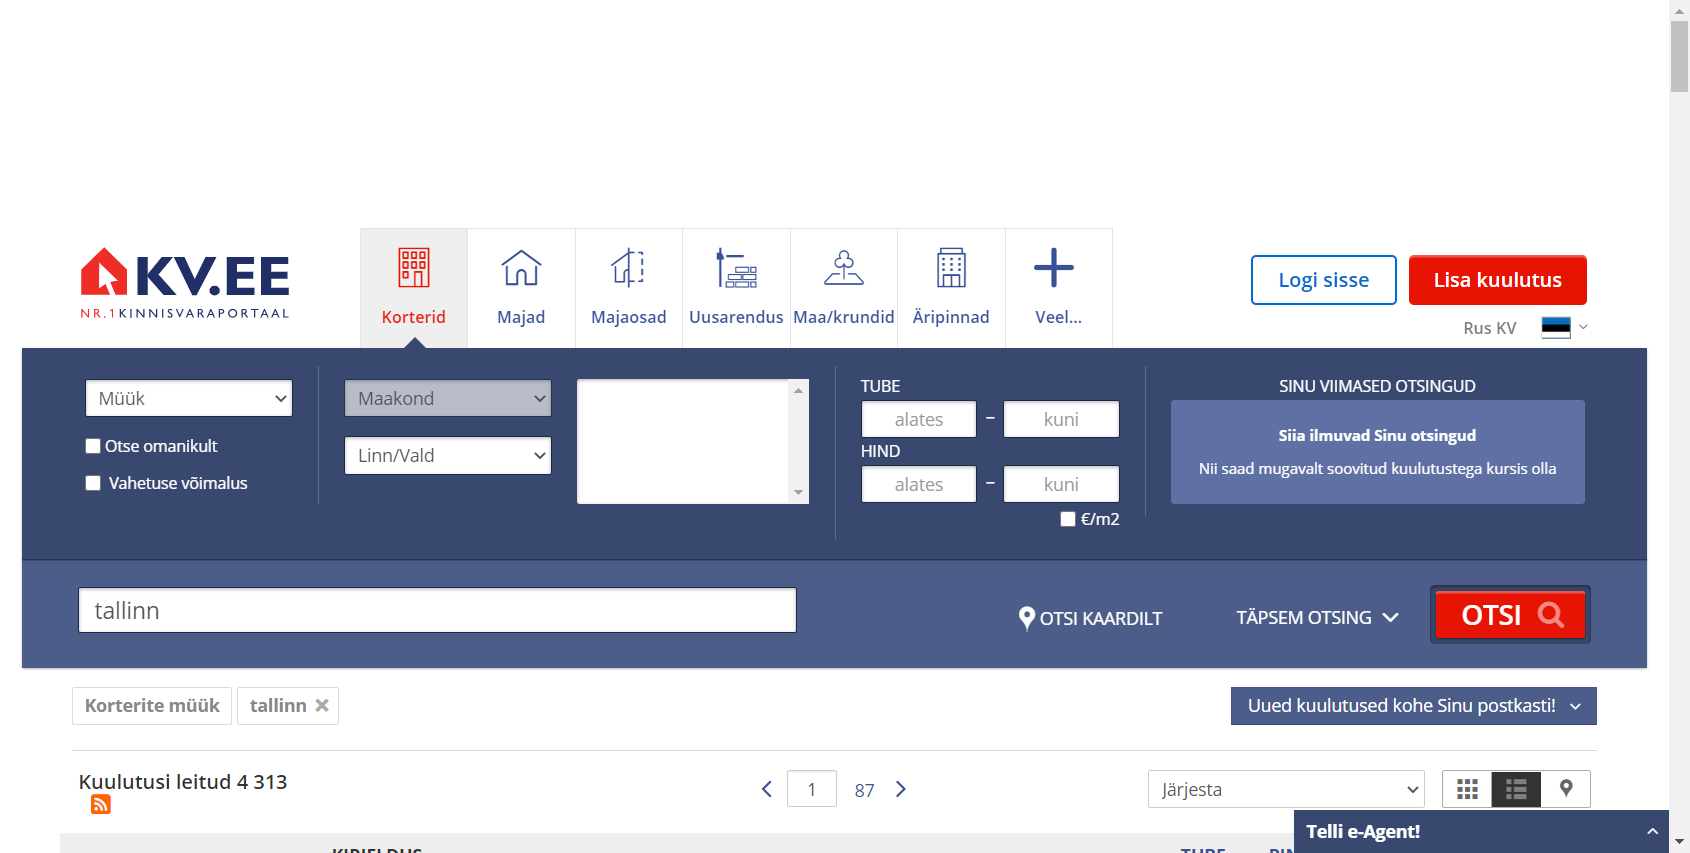 KV.EE
NR.1KINNISVARAPORTAAL
Korterid
Majad
Majaosad
Uusarendus
Maa/krundid
Äripinnad
Veel...
Logi sisse
Lisa kuulutus
Rus KV
Müük
Otse omanikult
Vahetuse võimalus
Maakond
Linn/Vald
TUBE
alates – kuni
HIND
alates – kuni
€/m2
SINU VIIMASED OTSINGUD
Siia ilmuvad Sinu otsingud
Nii saad mugavalt soovitud kuulutustega kursis olla
tallinn
OTSI KAARDILT
TÄPSEM OTSING
OTSI
Korterite müük
tallinn
Uued kuulutused kohe Sinu postkasti!
Kuulutusi leitud 4 313
1
87
Järjesta
Telli e-Agent!
KIRJELDUS
TUBE